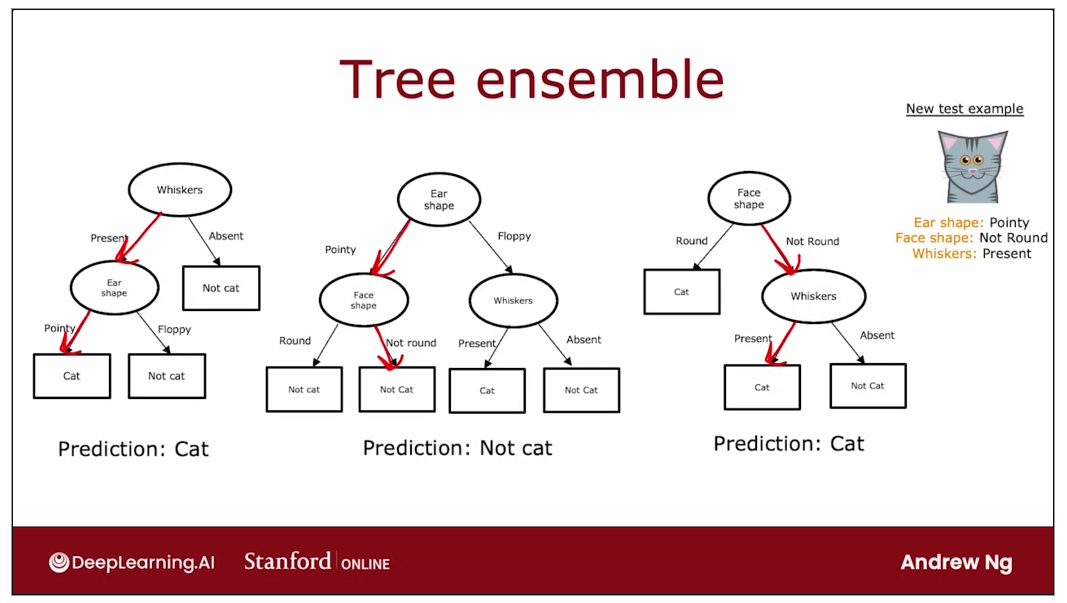 Tree ensemble
New test example
Ear shape: Pointy
Face shape: Not Round
Whiskers: Present
Whiskers
Present
Absent
Ear
shape
Not cat
Pointy
Floppy
Cat
Not cat
Prediction: Cat
Ear
shape
Pointy
Floppy
Face
shape
Whiskers
Round
Not round
Present
Absent
Not cat
Not Cat
Cat
Not Cat
Prediction: Not cat
Face
shape
Round
Not Round
Cat
Whiskers
Present
Absent
Cat
Not Cat
Prediction: Cat
DeepLearning.AI
Stanford ONLINE
Andrew Ng